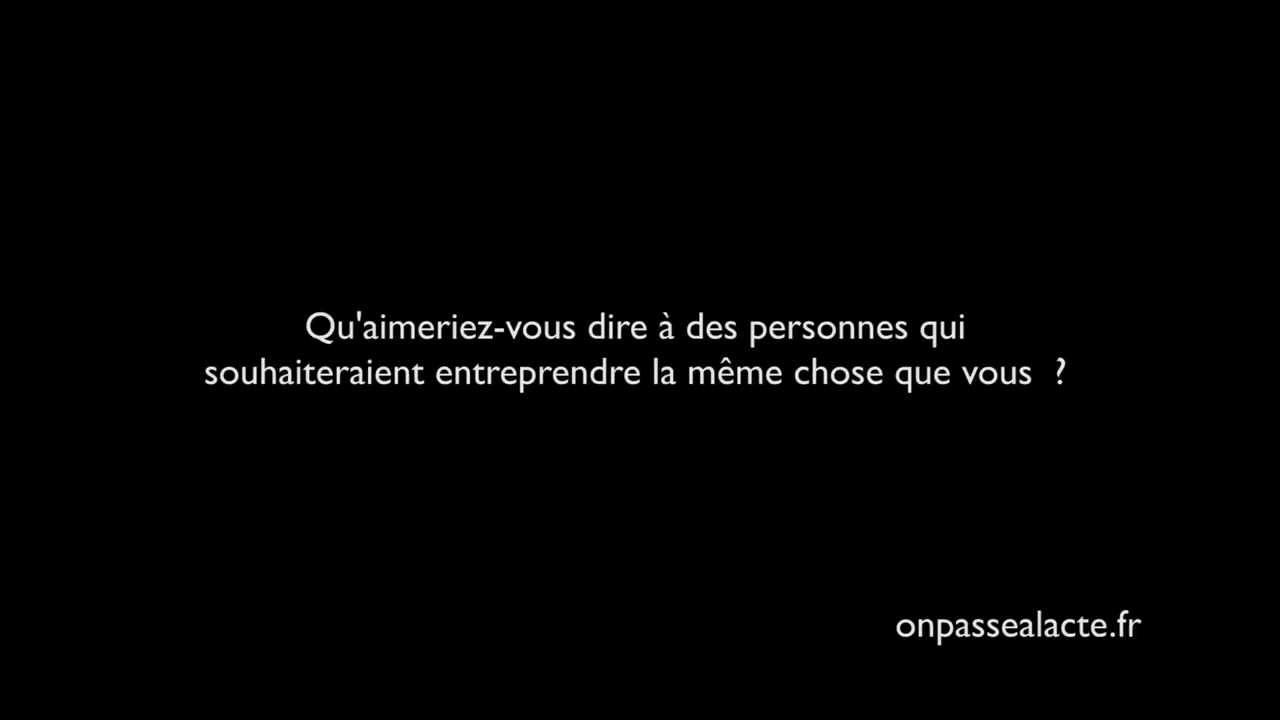 Qu'aimeriez-vous dire à des personnes qui
souhaiteraient entreprendre la même chose que vous  ?
onpassealacte.fr